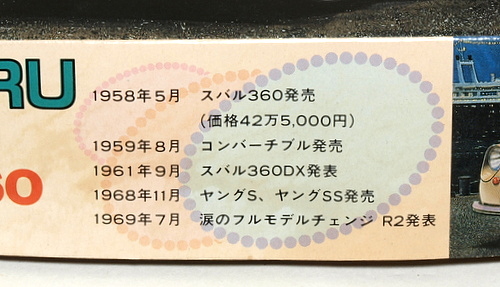 RU
so
1958年5月 スバル360発売
(価格42万5,000円)
1959年8月 コンバーチブル発売
1961年9月 スバル360DX発表
1968年11月 ヤングS、ヤングSS発売
1969年7月 涙のフルモデルチェンジ R2発表